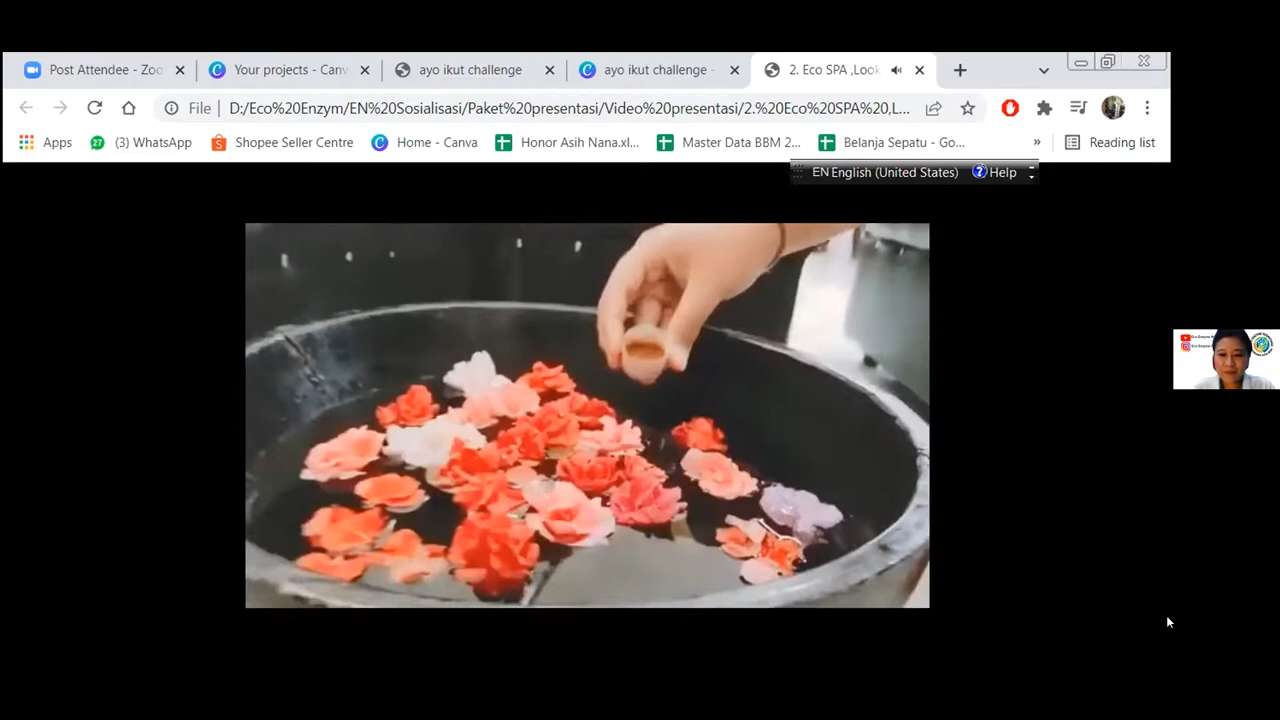 Post Attendee - Zoo
Your projects - Canv
ayo ikut challenge
ayo ikut challenge -
2. Eco SPA ,Look
File
D:/Eco%20Enzym/EN%20Sosialisasi/Paket%20presentasi/Video%20presentasi/2.%20Eco%20SPA%20,L...
Apps
27
(3) WhatsApp
Shopee Seller Centre
Home - Canva
Honor Asih Nana.xl...
Master Data BBM 2...
Belanja Sepatu - Go...
»
Reading list
EN English (United States)
Help